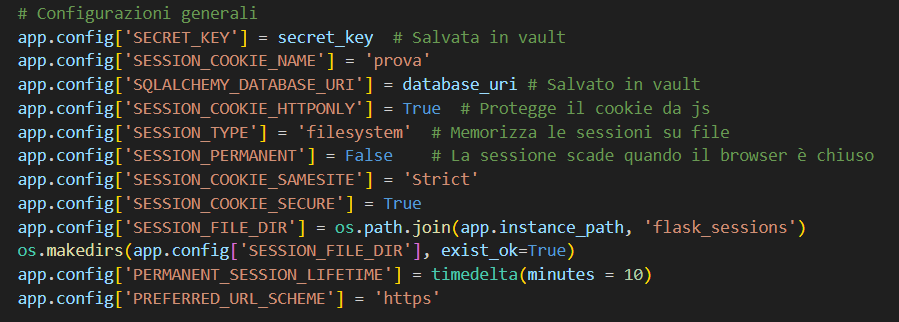 # Configurazioni generali
app.config['SECRET_KEY'] = secret_key  # Salvata in vault
app.config['SESSION_COOKIE_NAME'] = 'prova'
app.config['SQLALCHEMY_DATABASE_URI'] = database_uri # Salvato in vault
app.config['SESSION_COOKIE_HTTPONLY'] = True  # Protegge il cookie da js
app.config['SESSION_TYPE'] = 'filesystem'  # Memorizza le sessioni su file
app.config['SESSION_PERMANENT'] = False    # La sessione scade quando il browser è chiuso
app.config['SESSION_COOKIE_SAMESITE'] = 'Strict'
app.config['SESSION_COOKIE_SECURE'] = True
app.config['SESSION_FILE_DIR'] = os.path.join(app.instance_path, 'flask_sessions')
os.makedirs(app.config['SESSION_FILE_DIR'], exist_ok=True)
app.config['PERMANENT_SESSION_LIFETIME'] = timedelta(minutes = 10)
app.config['PREFERRED_URL_SCHEME'] = 'https'